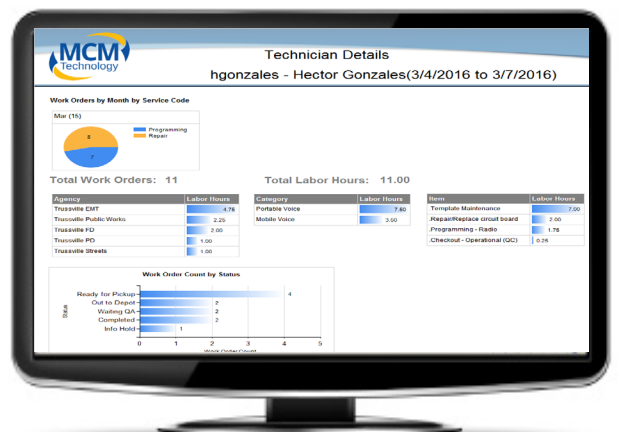 MCM
Technology
Technician Details
hgonzales - Hector Gonzales(3/4/2016 to 3/7/2016)
Work Orders by Month by Service Code
Mar (15)
8
7
Programming
Repair
Total Work Orders: 11
Total Labor Hours: 11.00
Agency Labor Hours
Trussville EMT 4.75
Trussville Public Works 2.25
Trussville FD 2.00
Trussville PD 1.00
Trussville Streets 1.00
Category Labor Hours
Portable Voice 7.50
Mobile Voice 3.50
Item Labor Hours
.Template Maintenance 7.00
.Repair/Replace circuit board 2.00
.Programming - Radio 1.75
.Checkout - Operational (QC) 0.25
Work Order Count by Status
Status
Ready for Pickup 4
Out to Depot 2
Waiting QA 2
Completed 2
Info Hold 1
0 1 2 3 4 5
Work Order Count